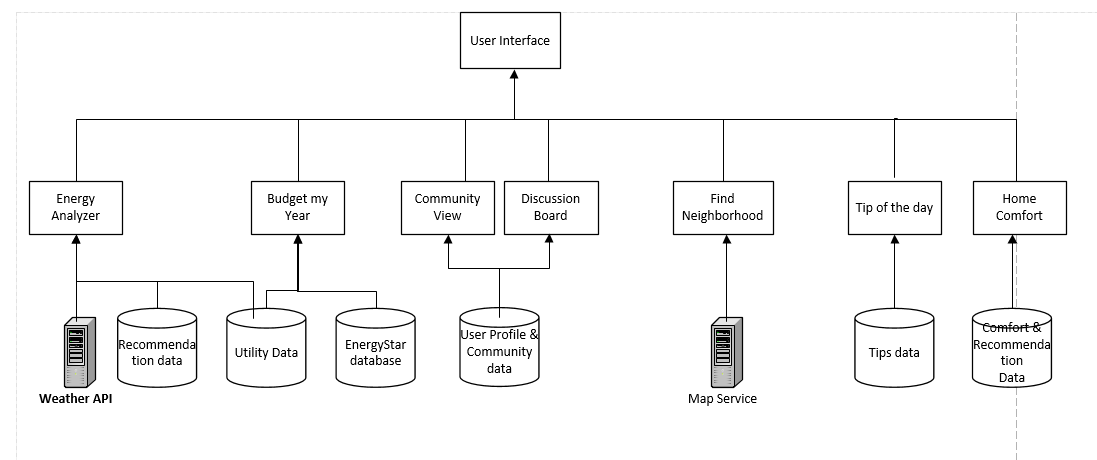 User Interface
Energy
Analyzer
Budget my
Year
Community
View
Discussion
Board
Find
Neighborhood
Tip of the day
Home
Comfort
Recommenda
tion data
Utility Data
EnergyStar
database
User Profile &
Community
data
Tips data
Comfort &
Recommenda
tion
Data
Weather API
Map Service